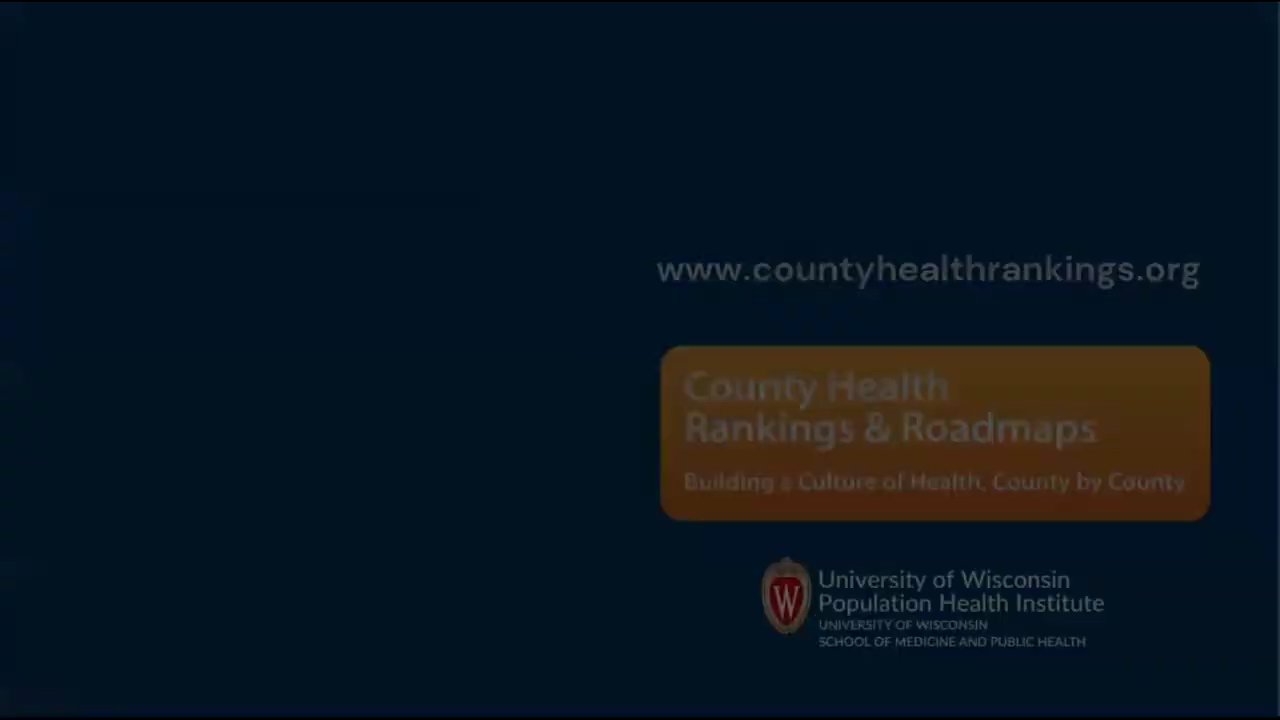 www.countyhealthrankings.org
County Health
Rankings & Roadmaps
Building a Culture of Health, County by County
W
University of Wisconsin
Population Health Institute
UNIVERSITY OF WISCONSIN
SCHOOL OF MEDICINE AND PUBLIC HEALTH